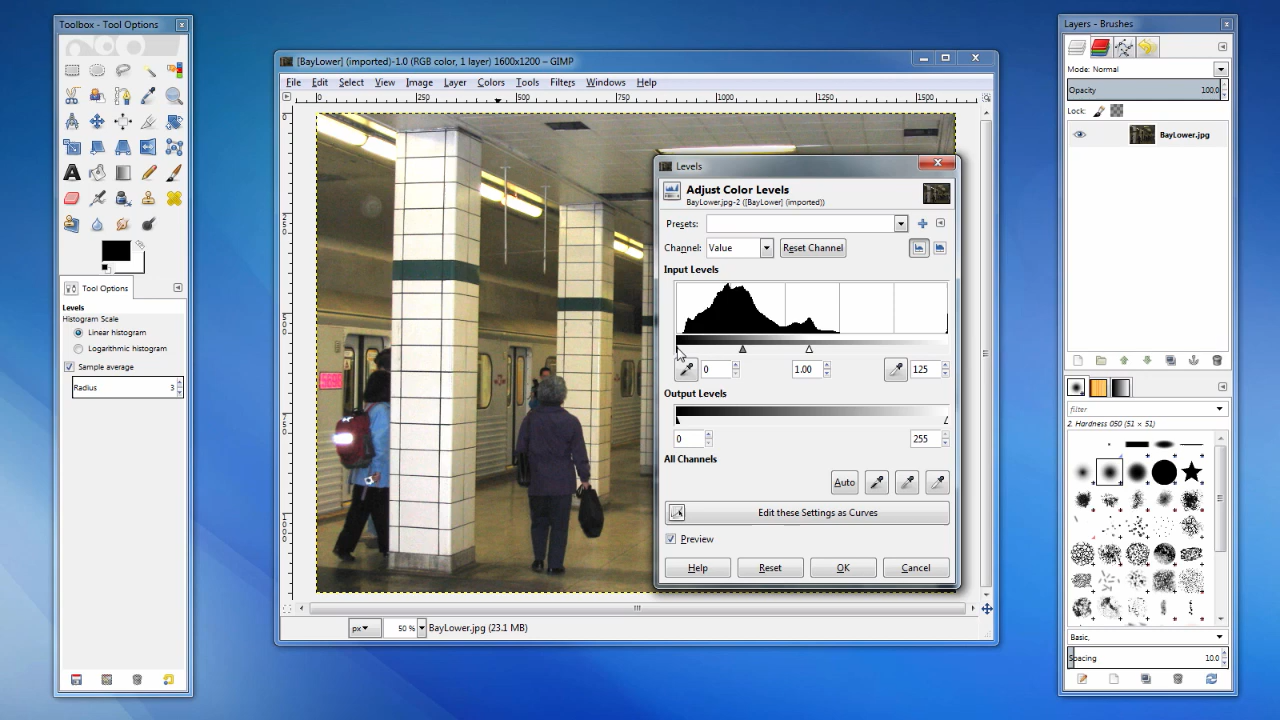 Toolbox - Tool Options
Tool Options
Levels
Histogram Scale
Linear histogram
Logarithmic histogram
Sample average
Radius 3
[BayLower] (imported)-1.0 (RGB color, 1 layer) 1600x1200 – GIMP
File Edit Select View Image Layer Colors Tools Filters Windows Help
0 250 500 750 1000 1250 1500
Levels
Adjust Color Levels
BayLower.jpg-2 ([BayLower] (imported))
Presets:
Channel: Value Reset Channel
Input Levels
0 1.00 125
Output Levels
0 255
All Channels
Auto
Edit these Settings as Curves
Preview
Help Reset OK Cancel
px 50 % BayLower.jpg (23.1 MB)
Layers - Brushes
Mode: Normal
Opacity 100.0
Lock:
BayLower.jpg
filter
2. Hardness 050 (51 × 51)
Basic,
Spacing 10.0